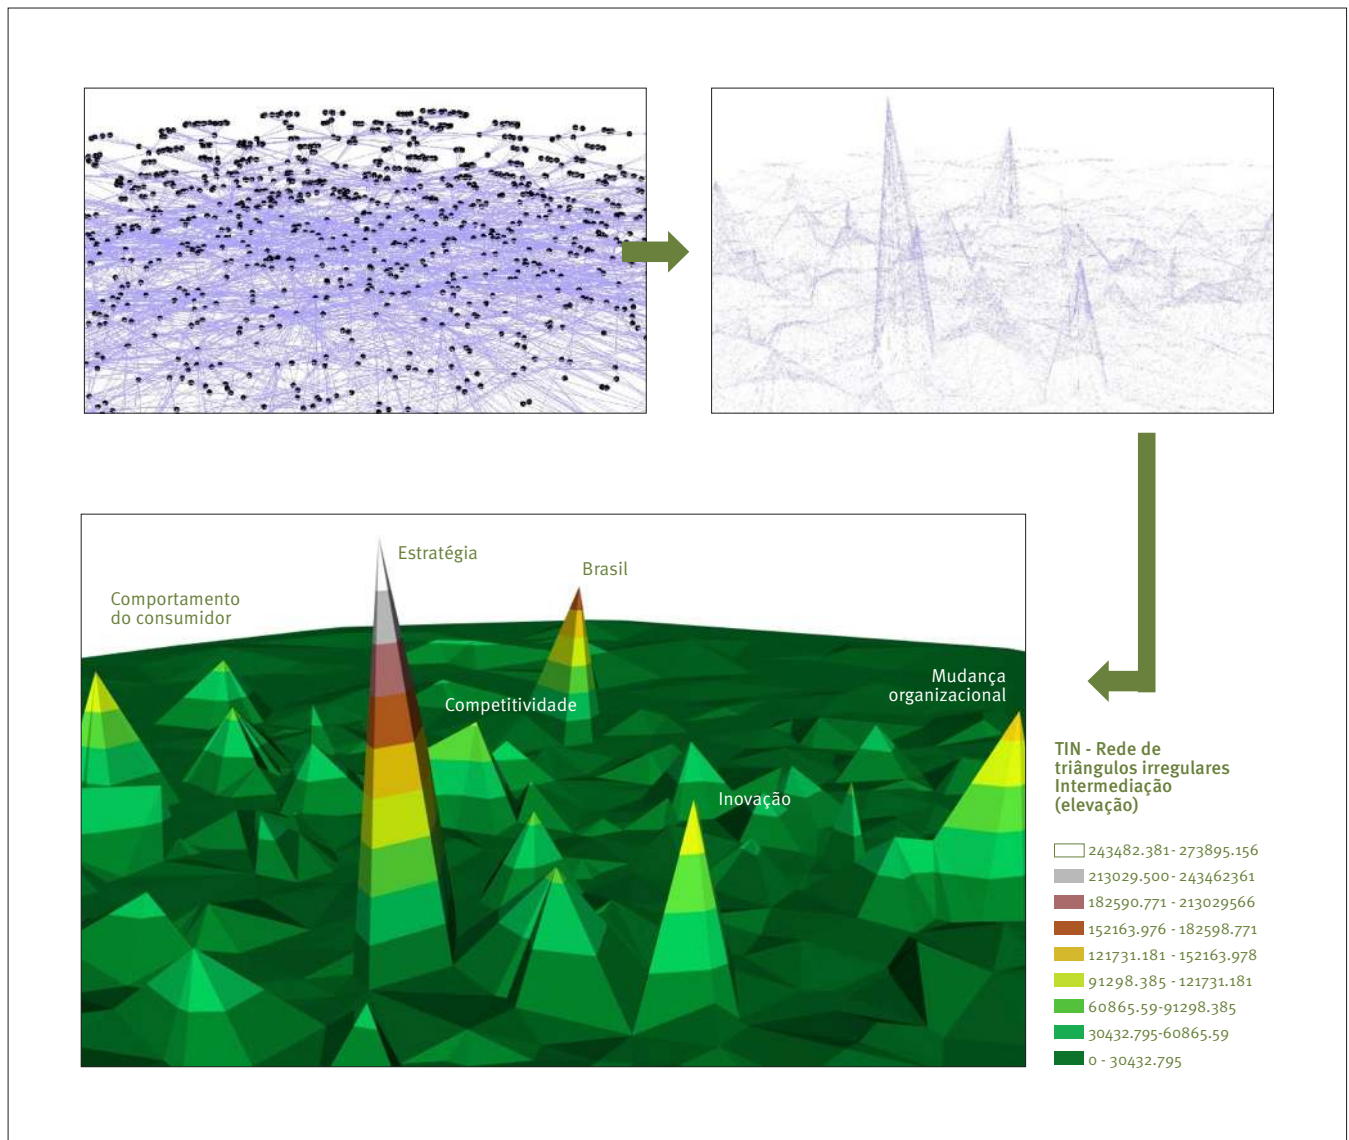 Estratégia
Brasil
Comportamento
do consumidor
Mudança
organizacional
Competitividade
Inovação
TIN - Rede de
triângulos irregulares
Intermediação
(elevação)
243482.381 - 273895.156
213029.500 - 243462361
182590.771 - 213029566
152163.976 - 182598.771
121731.181 - 152163.978
91298.385 - 121731.181
60865.59-91298.385
30432.795-60865.59
0 - 30432.795